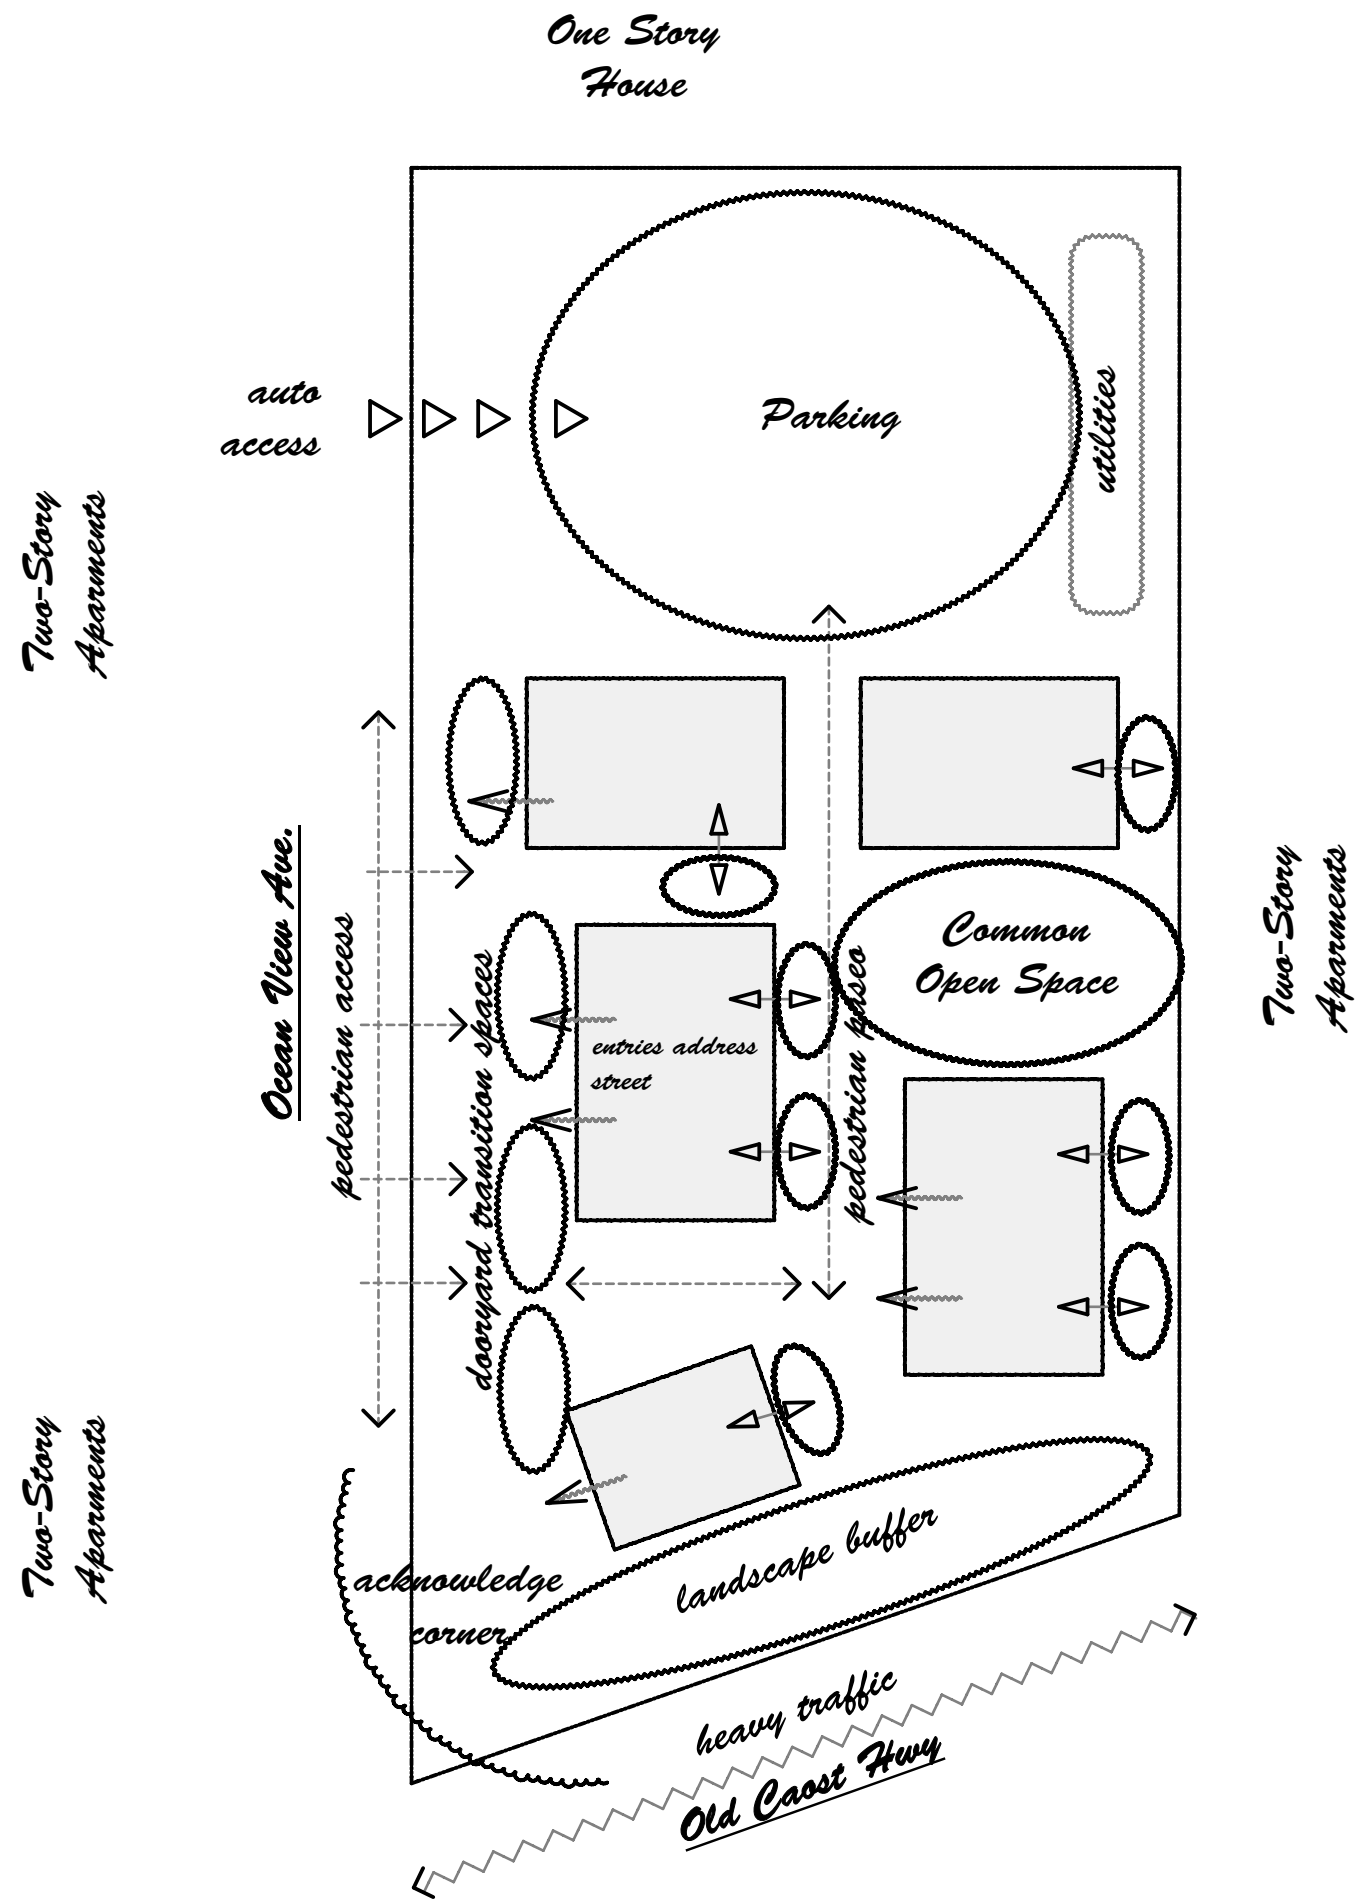 One Story
House
auto
access
Parking
utilities
Two-Story
Aparments
Ocean View Ave.
pedestrian access
dooryard transition spaces
entries address
street
pedestrian paseo
Common
Open Space
Two-Story
Aparments
Two-Story
Aparments
acknowledge
corner
landscape buffer
heavy traffic
Old Caost Hwy